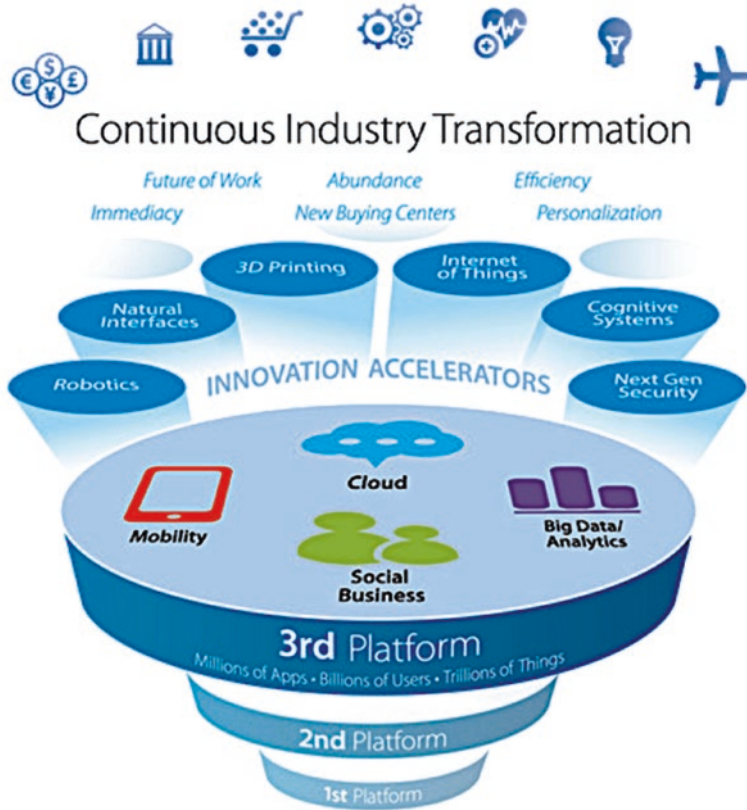 € $ ¥ £
Continuous Industry Transformation
Future of Work Abundance Efficiency
Immediacy New Buying Centers Personalization
3D Printing
Internet
of Things
Natural
Interfaces
Cognitive
Systems
Robotics
INNOVATION ACCELERATORS
Next Gen
Security
Cloud
Mobility
Big Data/
Analytics
Social
Business
3rd Platform
Millions of Apps • Billions of Users • Trillions of Things
2nd Platform
1st Platform